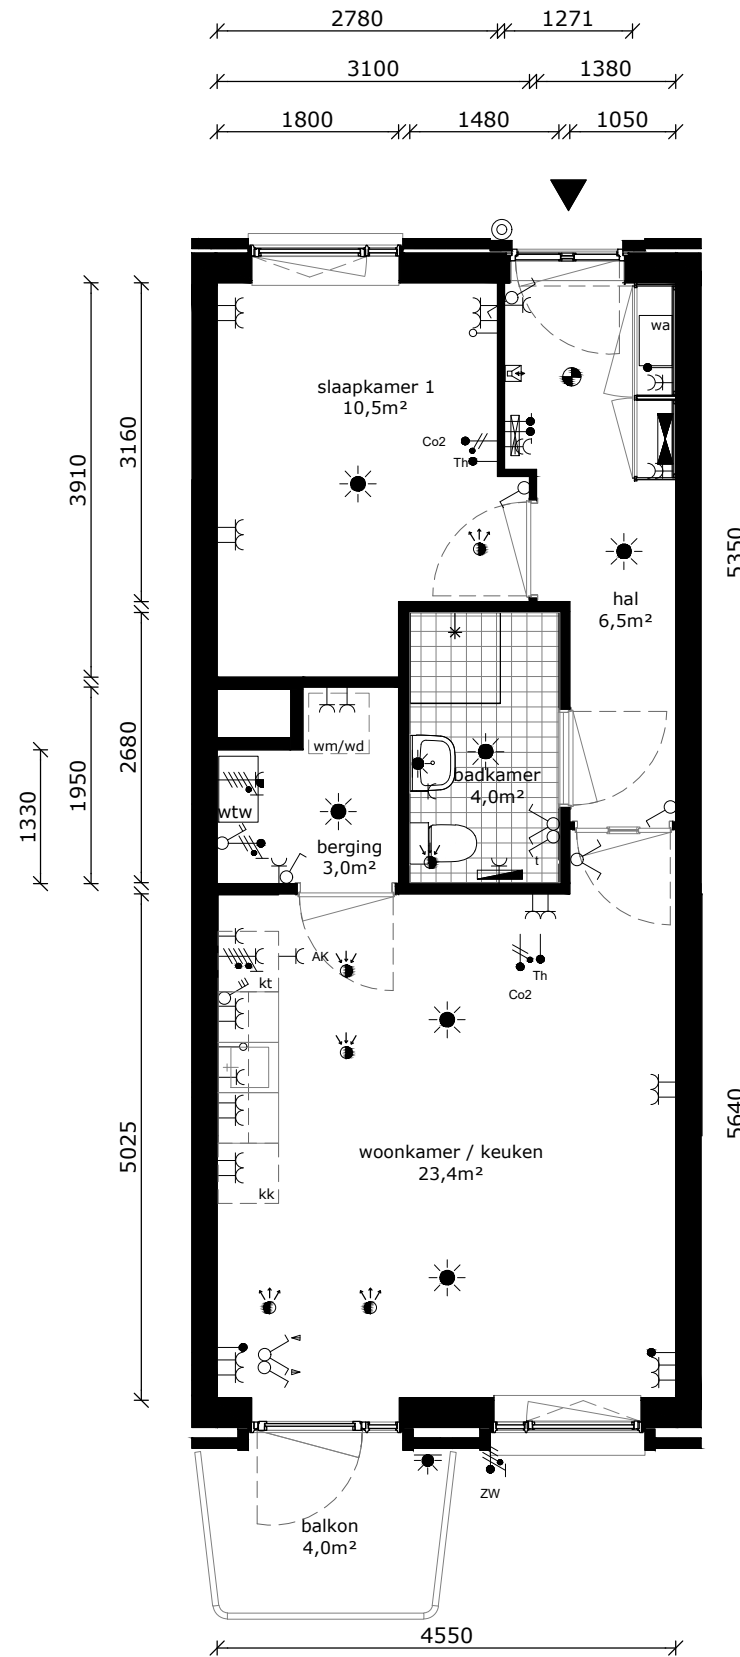 2780
1271
3100
1380
1800
1480
1050
wa
slaapkamer 1
10,5m²
3160
3910
Co2
Th
5350
hal
6,5m²
wm/wd
2680
1950
1330
badkamer
4,0m²
wtw
berging
3,0m²
t
AK
kt
Th
Co2
5640
5025
woonkamer / keuken
23,4m²
kk
ZW
balkon
4,0m²
4550